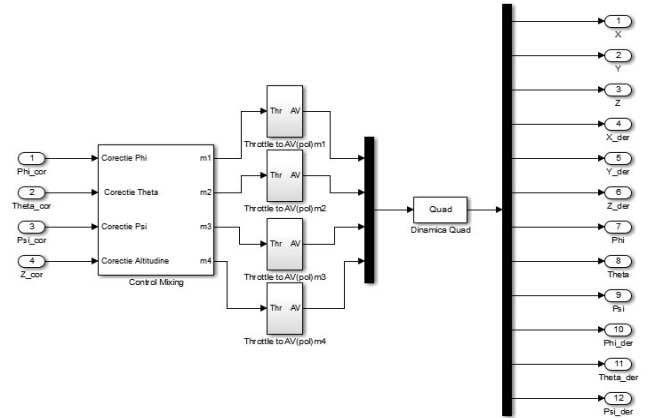 1
Phi_cor
2
Theta_cor
3
Psi_cor
4
Z_cor
Corectie Phi
Corectie Theta
Corectie Psi
Corectie Altitudine
m1
m2
m3
m4
Control Mixing
Thr AV
Throttle to AV(pol)m1
Thr AV
Throttle to AV(pol)m2
Thr AV
Throttle to AV(pol)m3
Thr AV
Throttle to AV(pol)m4
Quad
Dinamica Quad
1
X
2
Y
3
Z
4
X_der
5
Y_der
6
Z_der
7
Phi
8
Theta
9
Psi
10
Phi_der
11
Theta_der
12
Psi_der